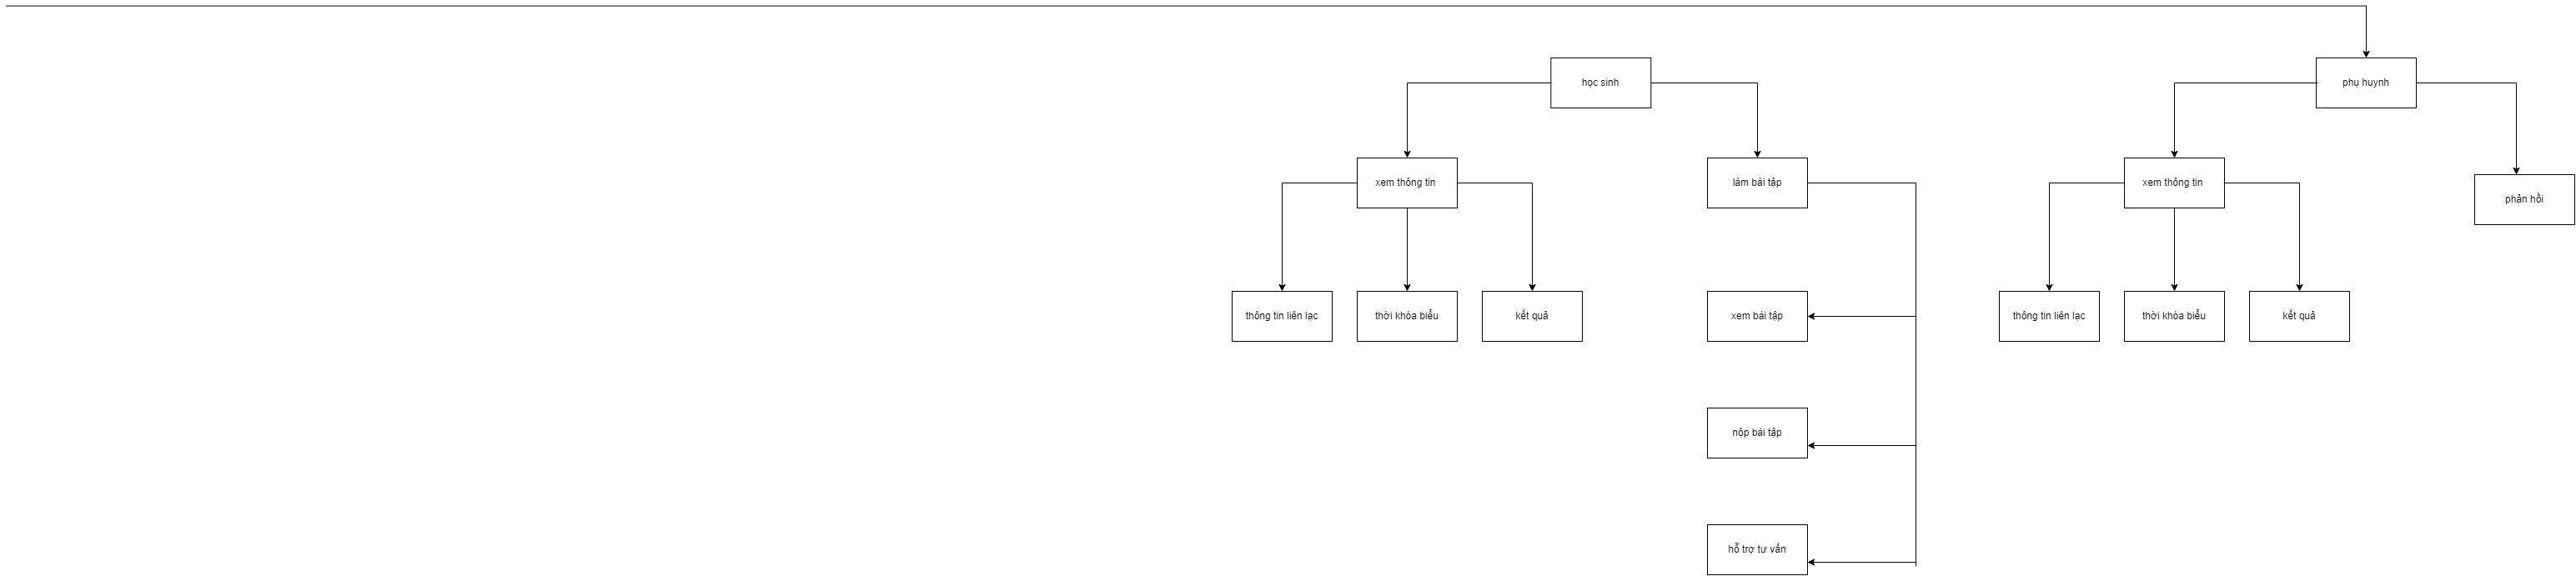 học sinh
phụ huynh
xem thông tin
làm bài tập
xem thông tin
phản hồi
thông tin liên lạc
thời khóa biểu
kết quả
xem bài tập
thông tin liên lạc
thời khóa biểu
kết quả
nộp bài tập
hỗ trợ tư vấn